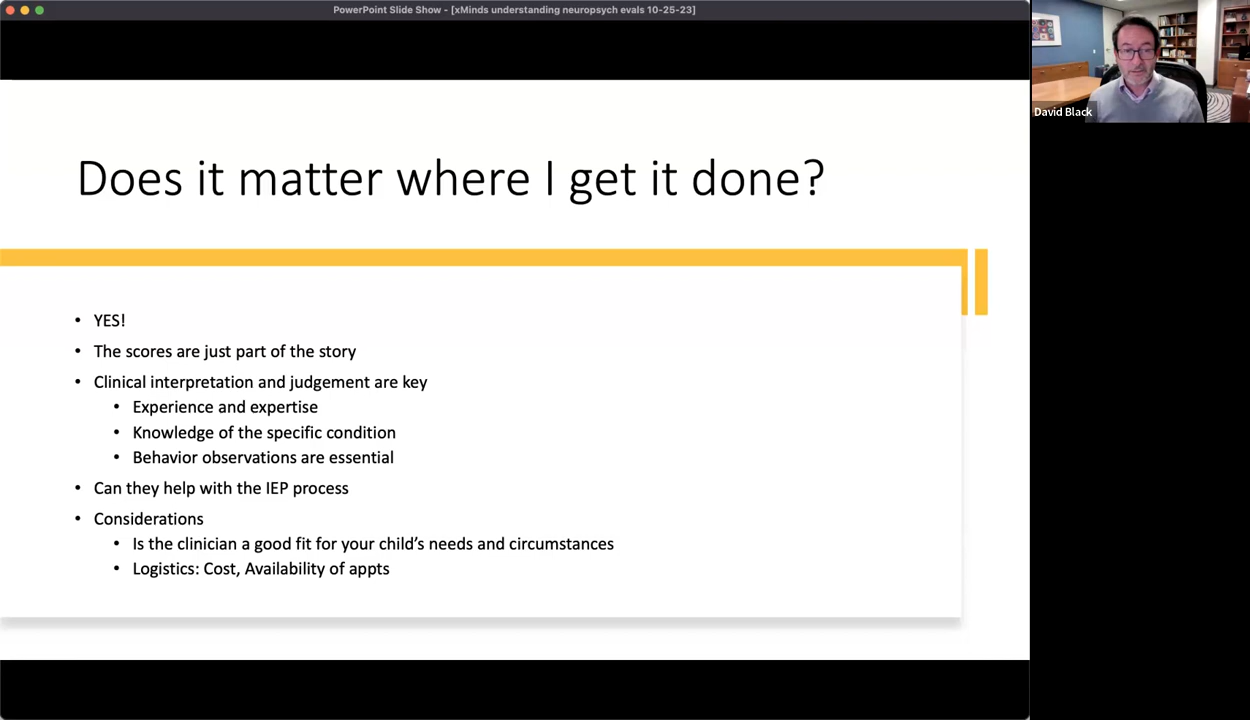 PowerPoint Slide Show - [xMinds understanding neuropsych evals 10-25-23]
David Black
Does it matter where I get it done?
• YES!
• The scores are just part of the story
• Clinical interpretation and judgement are key
• Experience and expertise
• Knowledge of the specific condition
• Behavior observations are essential
• Can they help with the IEP process
• Considerations
• Is the clinician a good fit for your child's needs and circumstances
• Logistics: Cost, Availability of appts